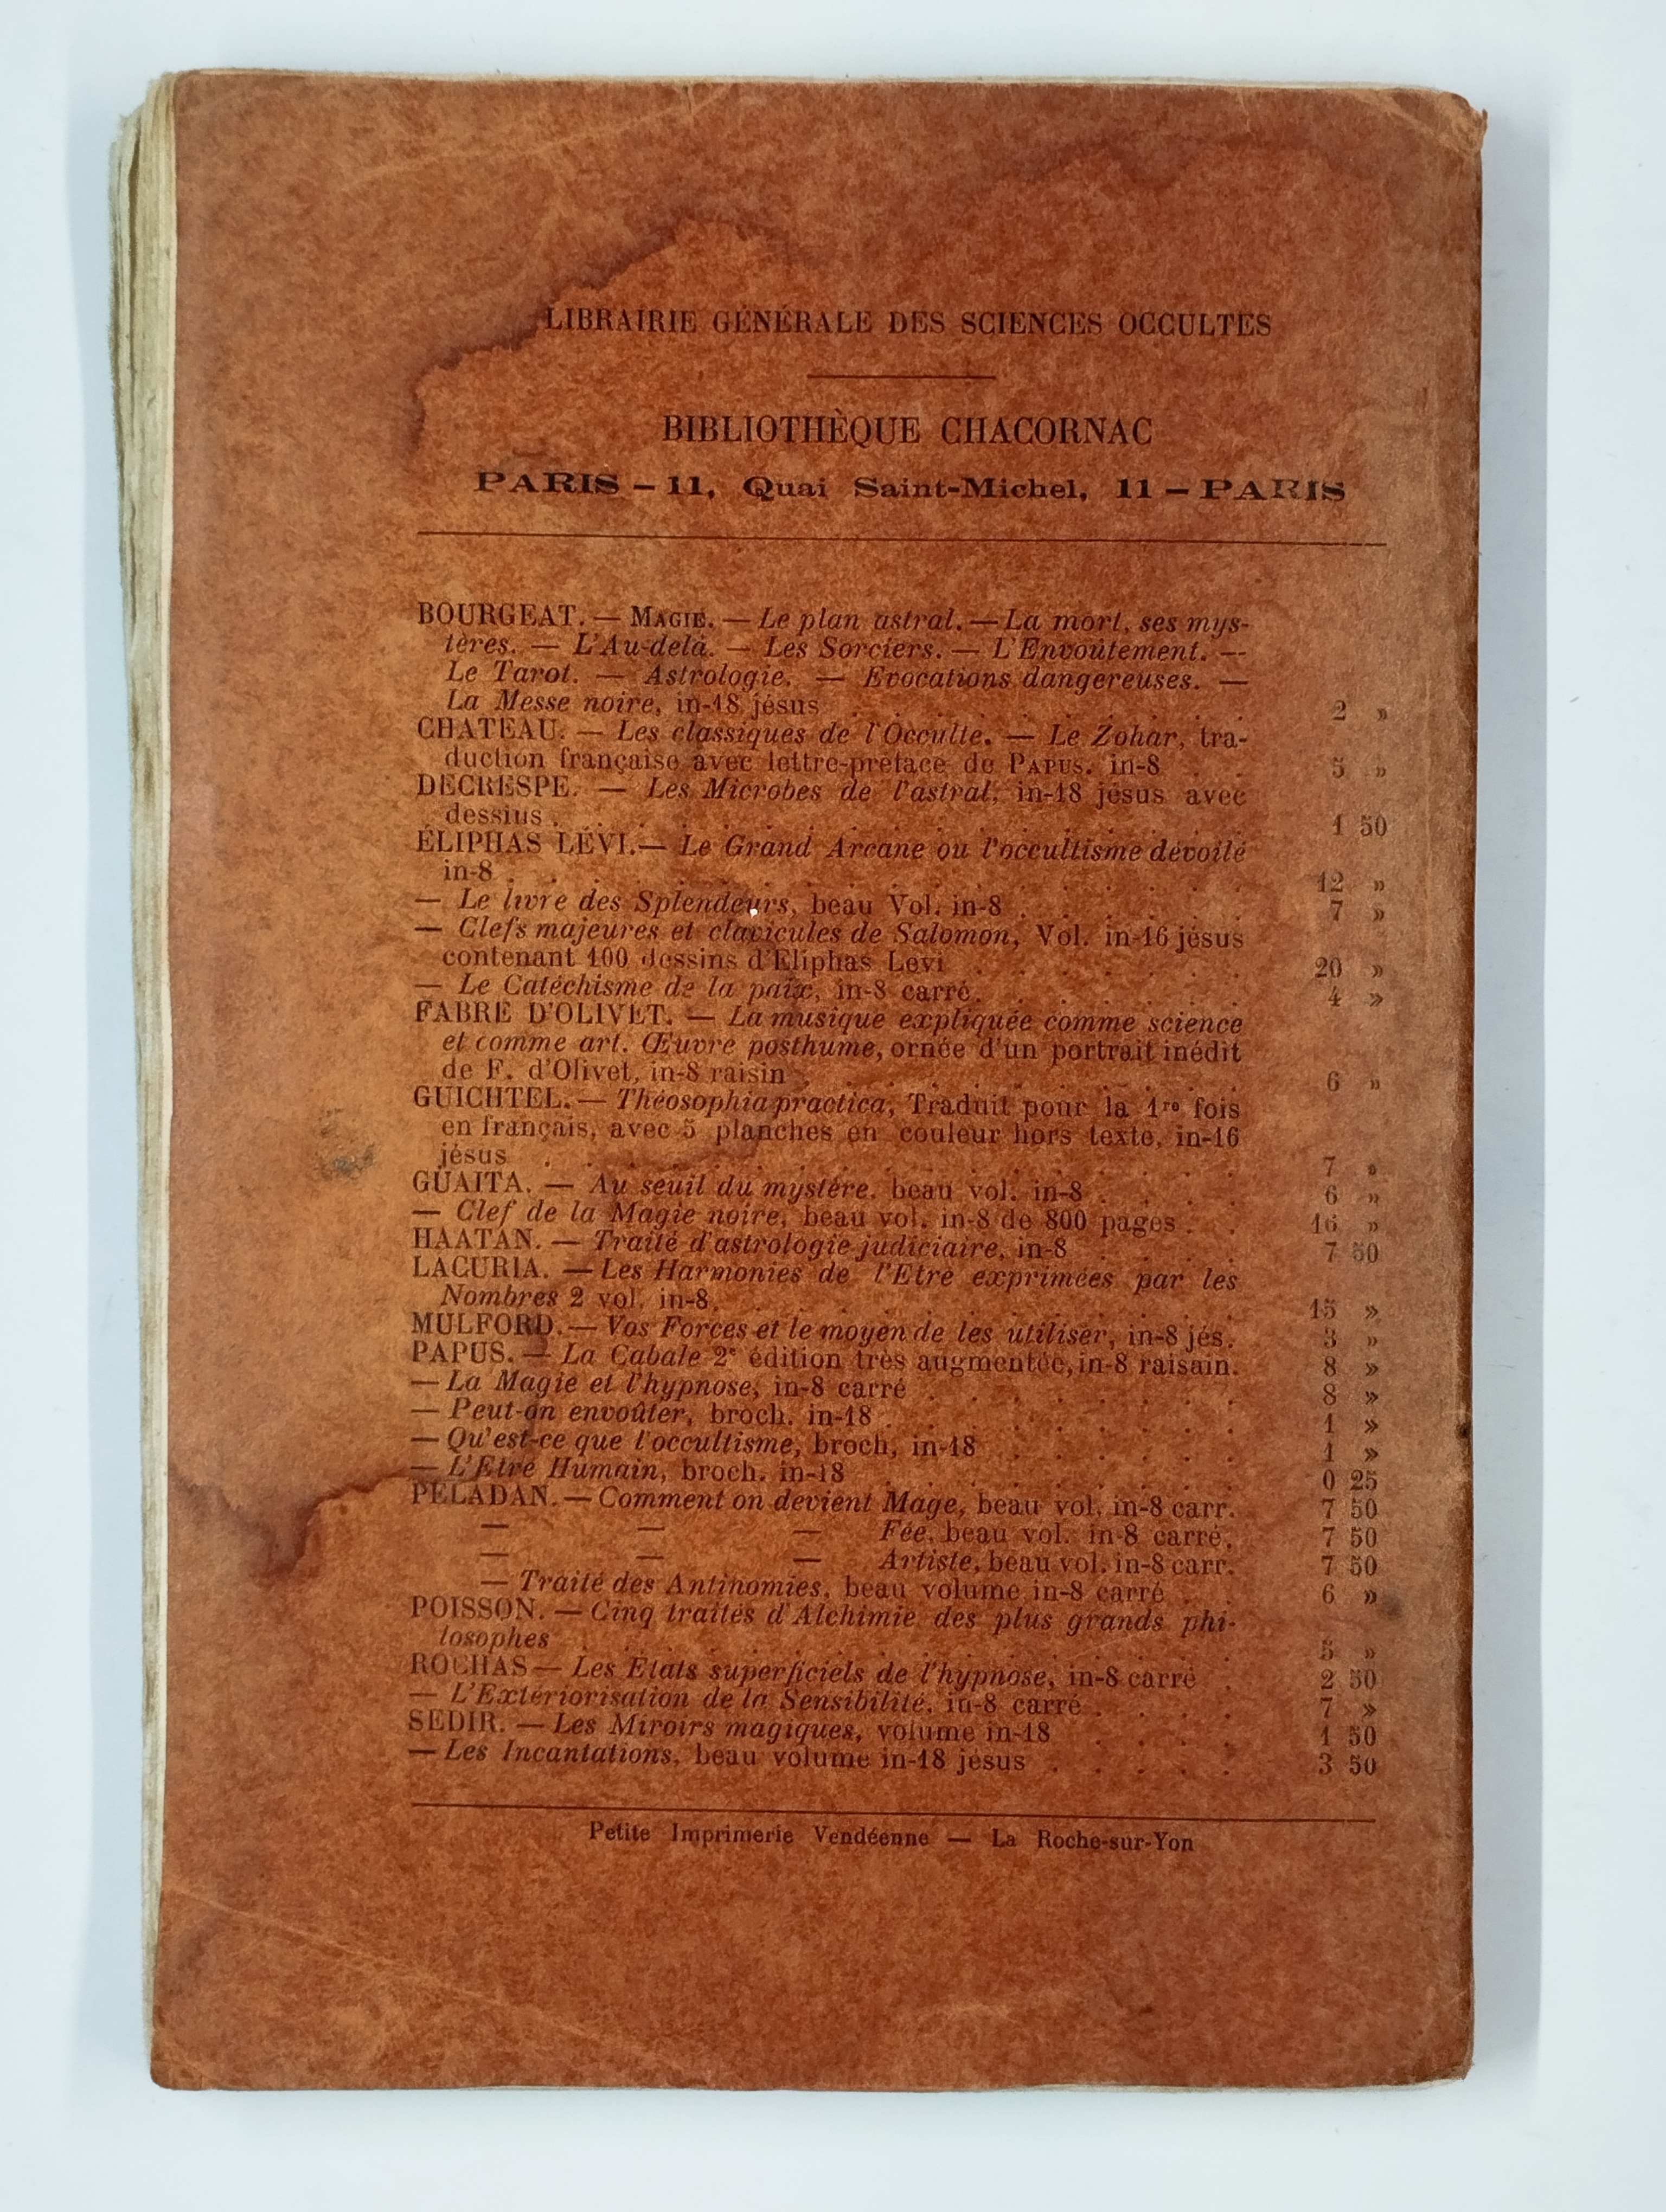 LIBRAIRIE GÉNÉRALE DES SCIENCES OCCULTES
BIBLIOTHÈQUE CHACORNAC
PARIS – 11, Quai Saint-Michel, 11 – PARIS
BOURGEAT. — MAGIE. — Le plan astral. — La mort, ses mys-
tères. — L'Au-delà. — Les Sorciers. — L'Envoûtement. —
Le Tarot. — Astrologie. — Evocations dangereuses. —
La Messe noire, in-18 jésus . . . . . . . 2 »
CHATEAU. — Les classiques de l'Occulte. — Le Zohar, tra-
duction française avec lettre-préface de PAPUS. in-8 . . 5 »
DECRESPE. — Les Microbes de l'astral, in-18 jésus avec
dessius . . . . . . . . . . . 1 50
ÉLIPHAS LÉVI. — Le Grand Arcane ou l'occultisme dévoilé
in-8 . . . . . . . . . . . . 12 »
— Le livre des Splendeurs, beau Vol. in-8 . . . . . 7 »
— Clefs majeures et clavicules de Salomon, Vol. in-16 jésus
contenant 100 dessins d'Eliphas Levi . . . . . . 20 »
— Le Catéchisme de la paix, in-8 carré. . . . . . 4 »
FABRE D'OLIVET. — La musique expliquée comme science
et comme art. Œuvre posthume, ornée d'un portrait inédit
de F. d'Olivet, in-8 raisin . . . . . . . . 6 »
GUICHTEL. — Théosophia practica, Traduit pour la 1re fois
en français, avec 5 planches en couleur hors texte, in-16
jésus . . . . . . . . . . . . 7 »
GUAITA. — Au seuil du mystère. beau vol. in-8 . . . . 6 »
— Clef de la Magie noire, beau vol. in-8 de 800 pages . . 16 »
HAATAN. — Traité d'astrologie judiciaire, in-8 . . . . 7 50
LACURIA. — Les Harmonies de l'Etre exprimées par les
Nombres 2 vol. in-8. . . . . . . . . . 15 »
MULFORD. — Vos Forces et le moyen de les utiliser, in-8 jés. 3 »
PAPUS. — La Cabale 2e édition très augmentée, in-8 raisain. 8 »
— La Magie et l'hypnose, in-8 carré . . . . . . 8 »
— Peut-on envoûter, broch. in-18 . . . . . . . 1 »
— Qu'est-ce que l'occultisme, broch, in-18 . . . . . 1 »
— L'Etre Humain, broch. in-18 . . . . . . . 0 25
PELADAN. — Comment on devient Mage, beau vol. in-8 carr. 7 50
— — — Fée, beau vol. in-8 carré, 7 50
— — — Artiste, beau vol. in-8 carr. 7 50
— Traité des Antinomies, beau volume in-8 carré . . 6 »
POISSON. — Cinq traités d'Alchimie des plus grands phi-
losophes . . . . . . . . . . . 5 »
ROCHAS — Les Etats superficiels de l'hypnose, in-8 carré . 2 50
— L'Extériorisation de la Sensibilité, in-8 carré . . . . 7 »
SEDIR. — Les Miroirs magiques, volume in-18 . . . . 1 50
— Les Incantations, beau volume in-18 jésus . . . . . 3 50
Petite Imprimerie Vendéenne — La Roche-sur-Yon